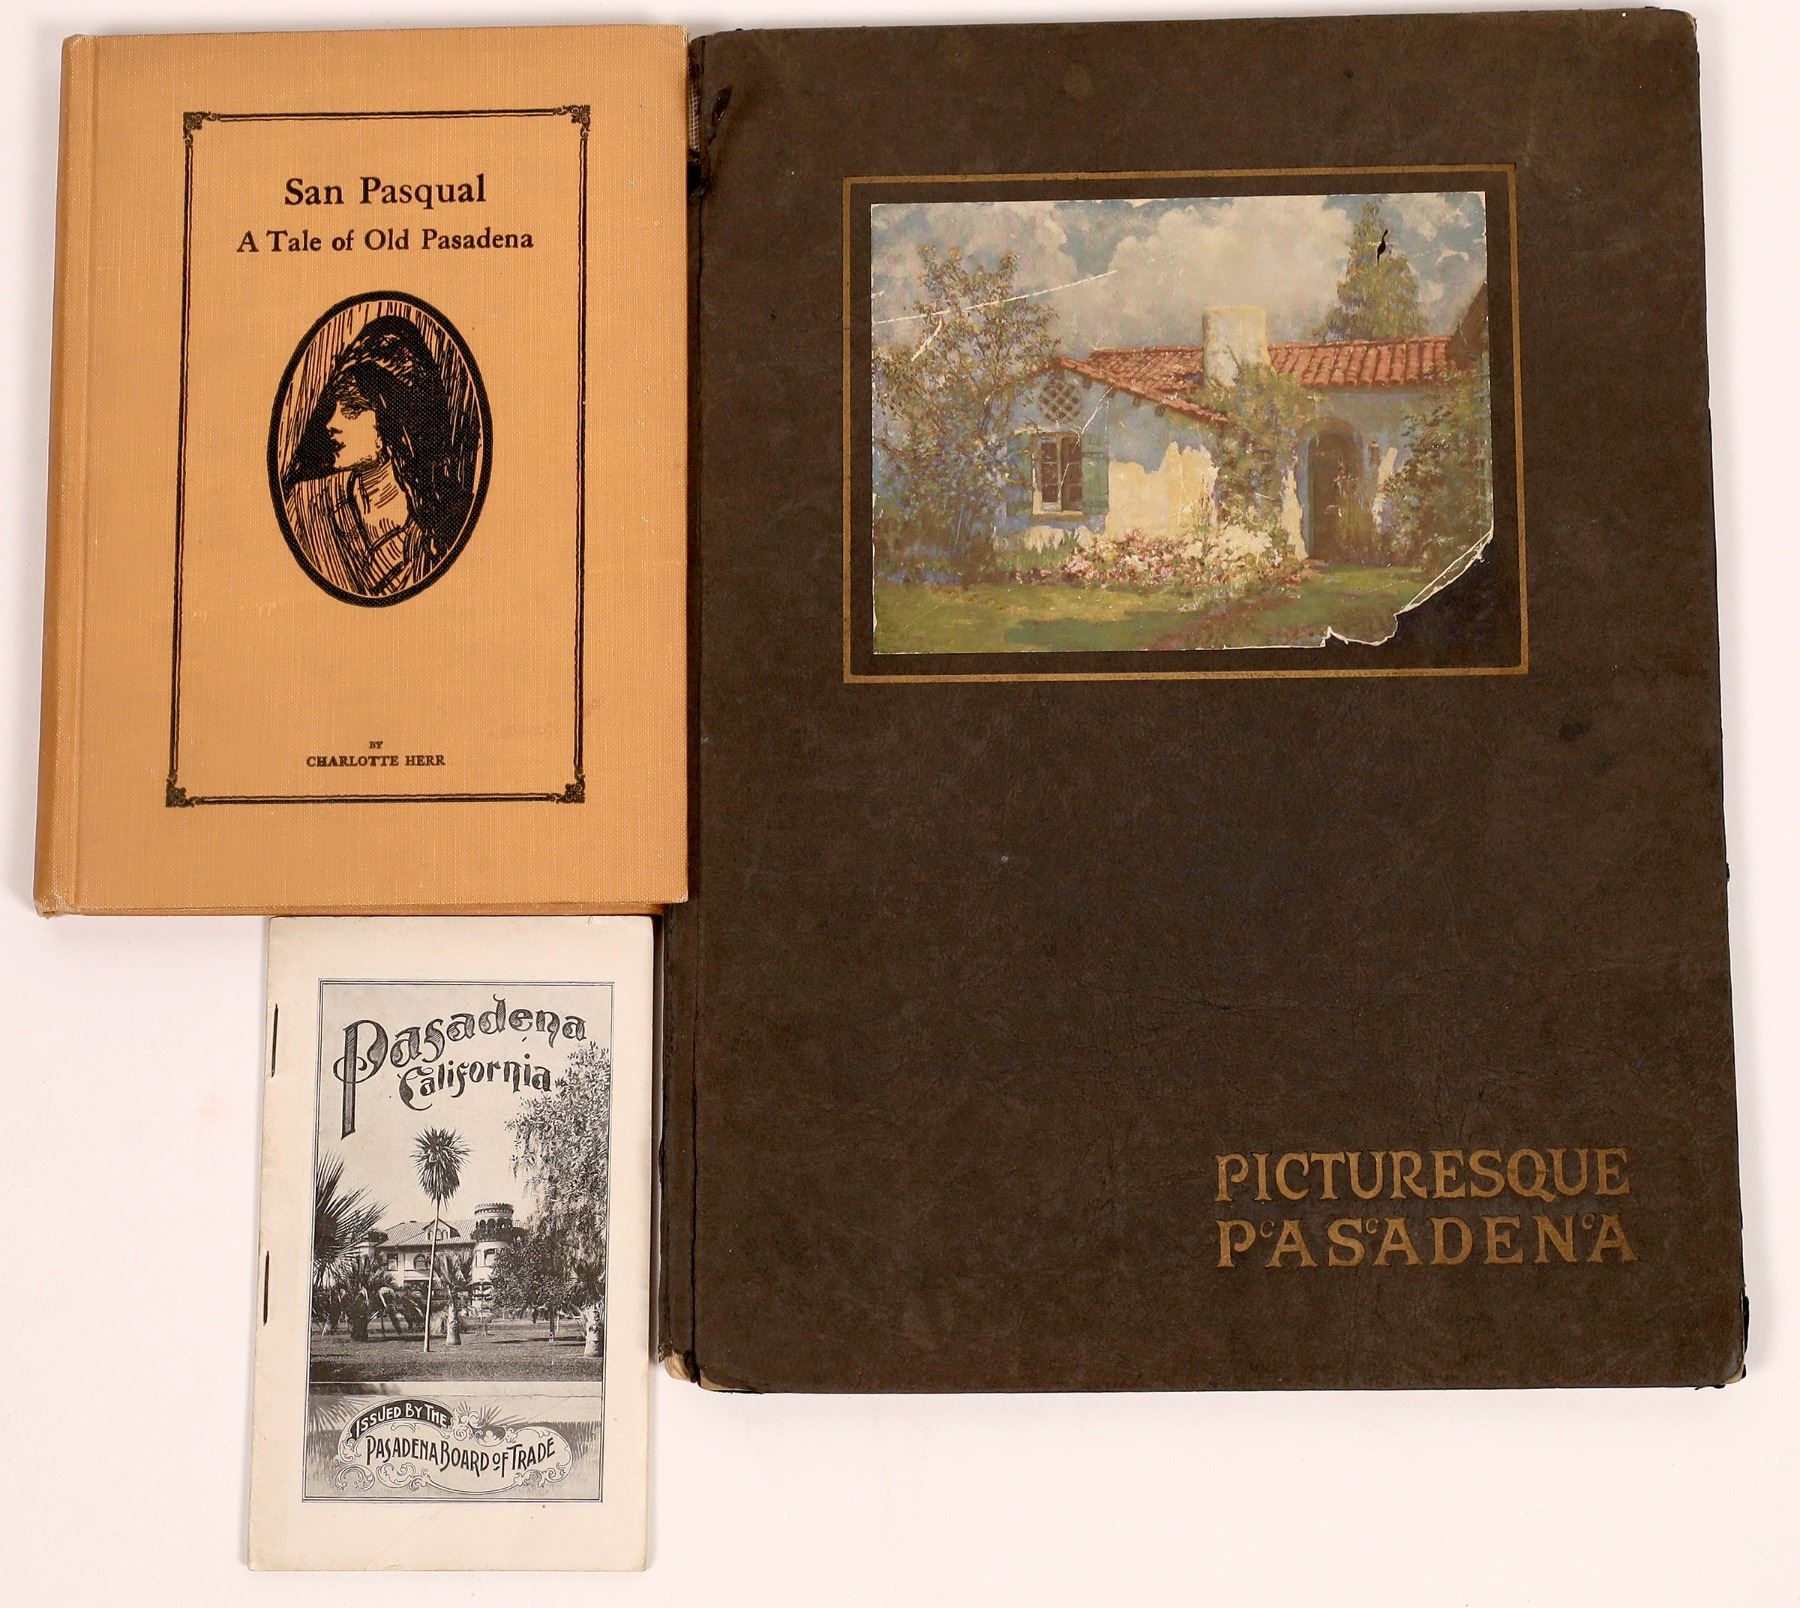 San Pasqual
A Tale of Old Pasadena
BY
CHARLOTTE HERR
PICTURESQUE
PASADENA
Pasadena
California
ISSUED BY THE
PASADENA BOARD OF TRADE